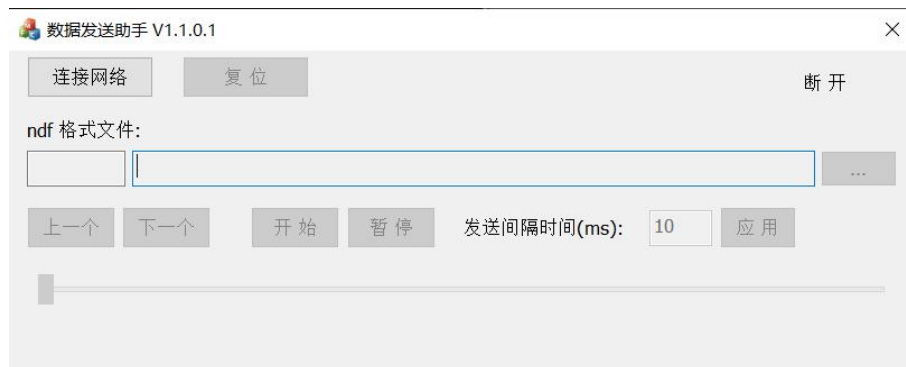 数据发送助手 V1.1.0.1
连接网络 复 位 断 开
ndf 格式文件:
...
上一个 下一个 开 始 暂 停 发送间隔时间(ms): 10 应 用